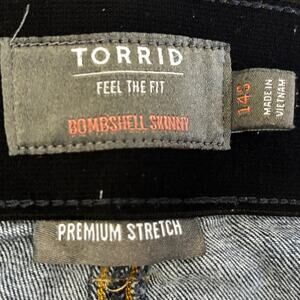 TORRID
FEEL THE FIT
BOMBSHELL SKINNY
14S
MADE IN
VIETNAM
PREMIUM STRETCH